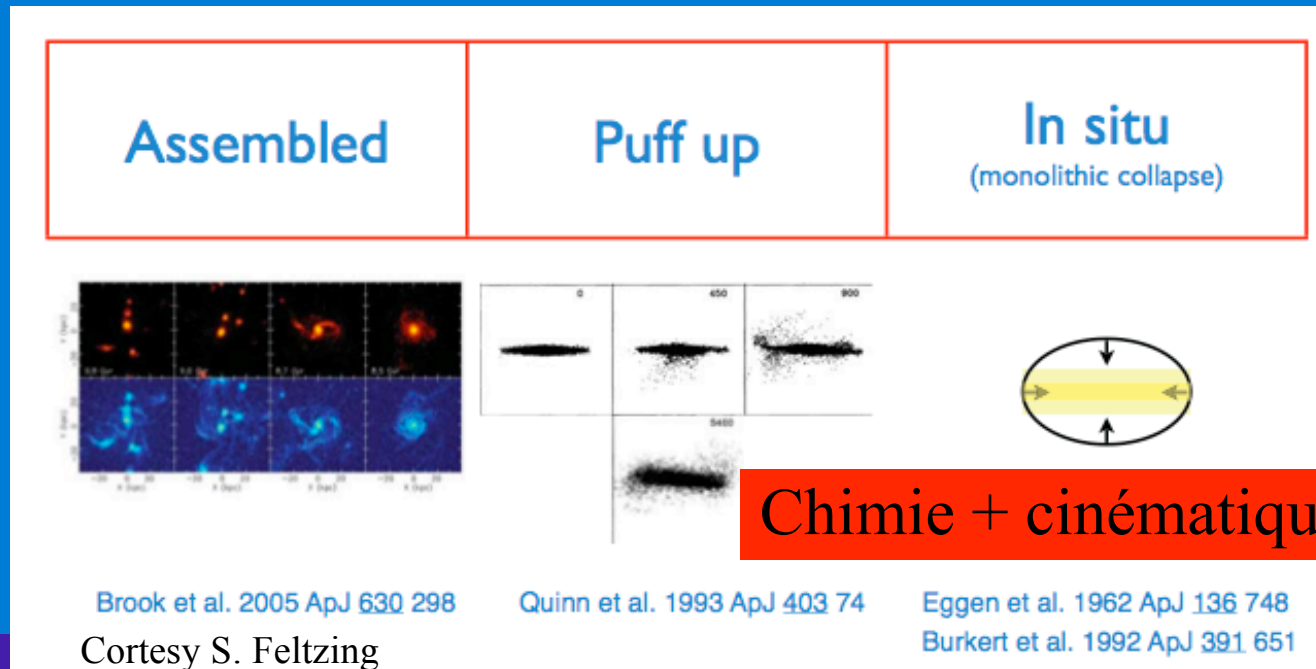 Assembled
Puff up
In situ
(monolithic collapse)
0
450
900
5400
Chimie + cinématiqu
Brook et al. 2005 ApJ 630 298
Quinn et al. 1993 ApJ 403 74
Eggen et al. 1962 ApJ 136 748
Burkert et al. 1992 ApJ 391 651
Cortesy S. Feltzing